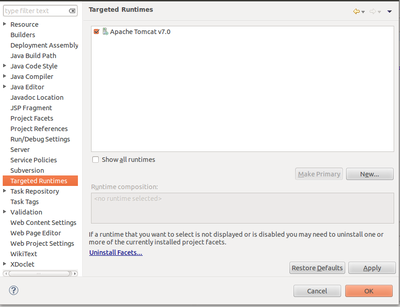 type filter text
Resource
Builders
Deployment Assembly
Java Build Path
Java Code Style
Java Compiler
Java Editor
Javadoc Location
JSP Fragment
Project Facets
Project References
Run/Debug Settings
Server
Service Policies
Subversion
Targeted Runtimes
Task Repository
Task Tags
Validation
Web Content Settings
Web Page Editor
Web Project Settings
WikiText
XDoclet
Targeted Runtimes
Apache Tomcat v7.0
Show all runtimes
Make Primary
New...
Runtime composition:
<no runtime selected>
If a runtime that you want to select is not displayed or is disabled you may need to uninstall one or
more of the currently installed project facets.
Uninstall Facets...
Restore Defaults
Apply
?
Cancel
OK